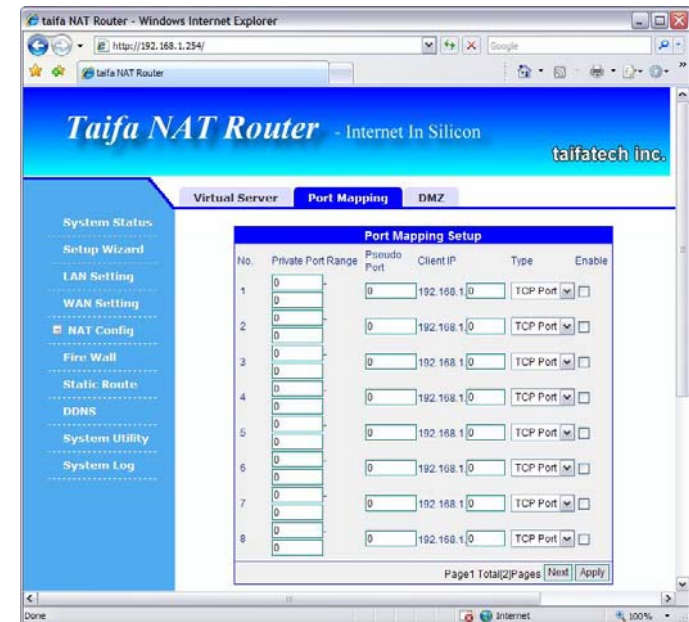 taifa NAT Router - Windows Internet Explorer
http://192.168.1.254/
Google
taifa NAT Router
Taifa NAT Router - Internet In Silicon
taifatech inc.
Virtual Server Port Mapping DMZ
System Status
Setup Wizard
LAN Setting
WAN Setting
NAT Config
Fire Wall
Static Route
DDNS
System Utility
System Log
Port Mapping Setup
No. Private Port Range Pseudo Port Client IP Type Enable
1 0 - 0 0 192.168.1.0 TCP Port
2 0 - 0 0 192.168.1.0 TCP Port
3 0 - 0 0 192.168.1.0 TCP Port
4 0 - 0 0 192.168.1.0 TCP Port
5 0 - 0 0 192.168.1.0 TCP Port
6 0 - 0 0 192.168.1.0 TCP Port
7 0 - 0 0 192.168.1.0 TCP Port
8 0 - 0 0 192.168.1.0 TCP Port
Page1 Total[2]Pages Next Apply
Done Internet 100%